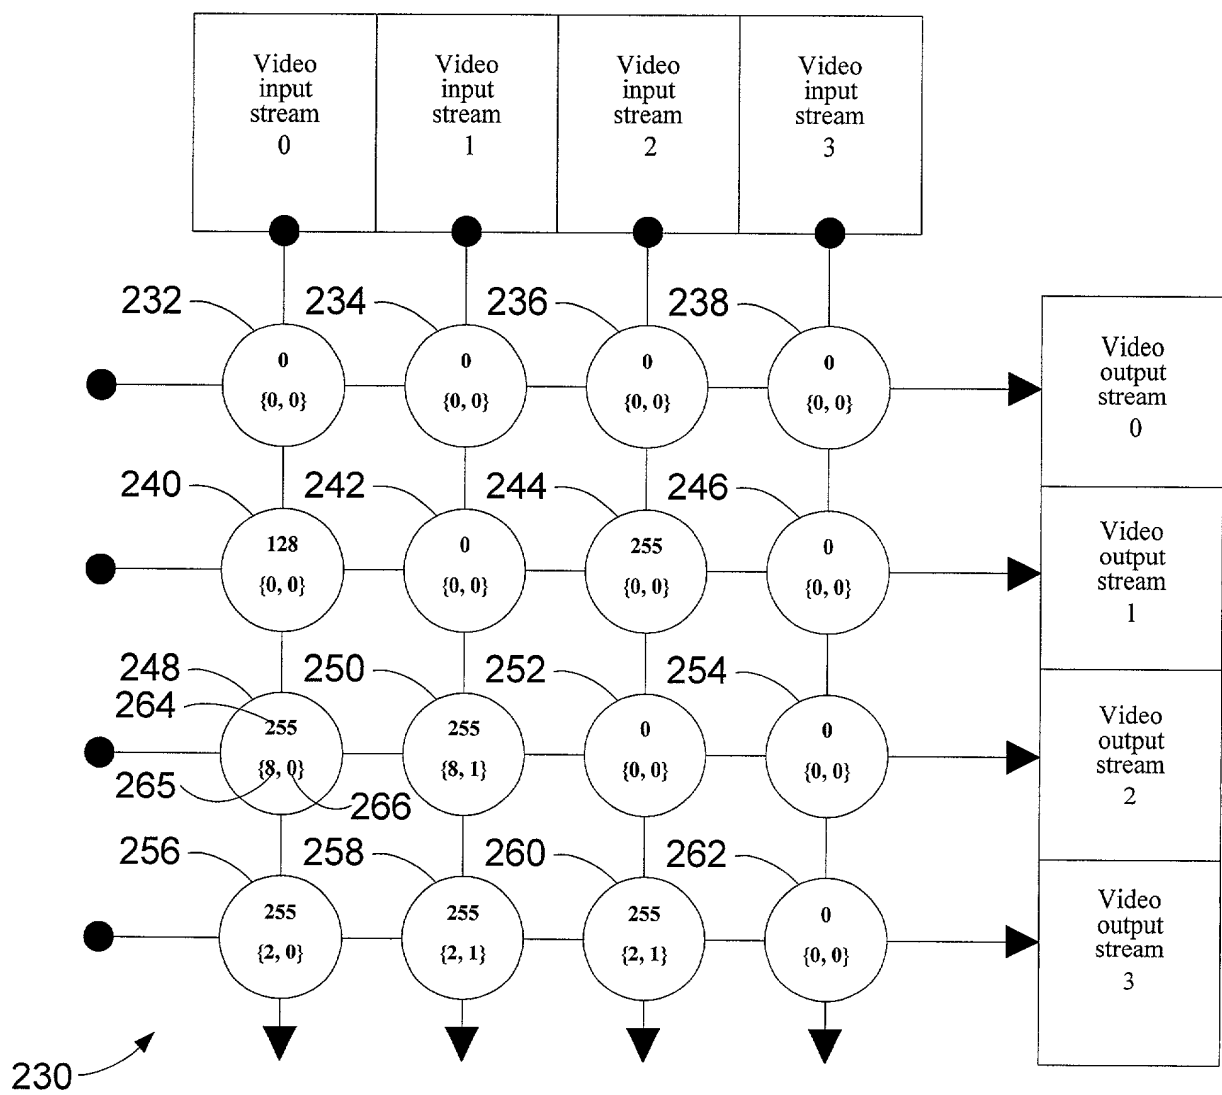 Video
input
stream
0
Video
input
stream
1
Video
input
stream
2
Video
input
stream
3
232
234
236
238
0
{0, 0}
0
{0, 0}
0
{0, 0}
0
{0, 0}
Video
output
stream
0
240
242
244
246
128
{0, 0}
0
{0, 0}
255
{0, 0}
0
{0, 0}
Video
output
stream
1
248
250
252
254
264
255
{8, 0}
265
266
255
{8, 1}
0
{0, 0}
0
{0, 0}
Video
output
stream
2
256
258
260
262
255
{2, 0}
255
{2, 1}
255
{2, 1}
0
{0, 0}
Video
output
stream
3
230